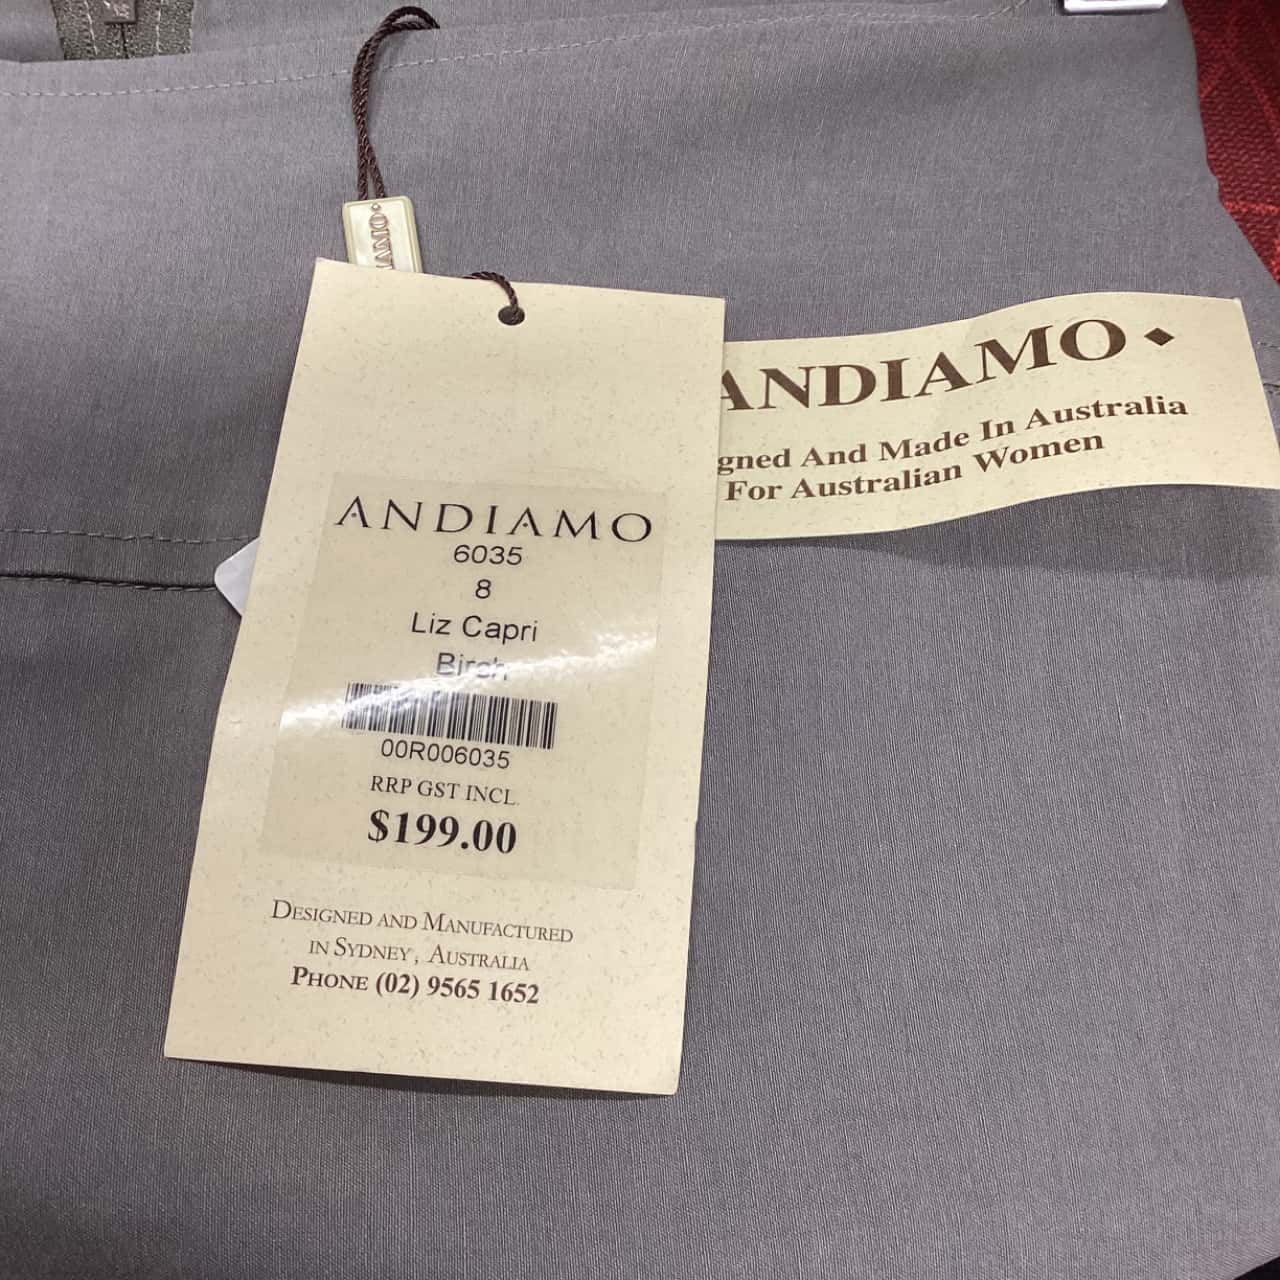 ANDIAMO
6035
8
Liz Capri
Birch
00R006035
RRP GST INCL.
$199.00
DESIGNED AND MANUFACTURED
IN SYDNEY, AUSTRALIA
PHONE (02) 9565 1652
ANDIAMO
gned And Made In Australia
For Australian Women